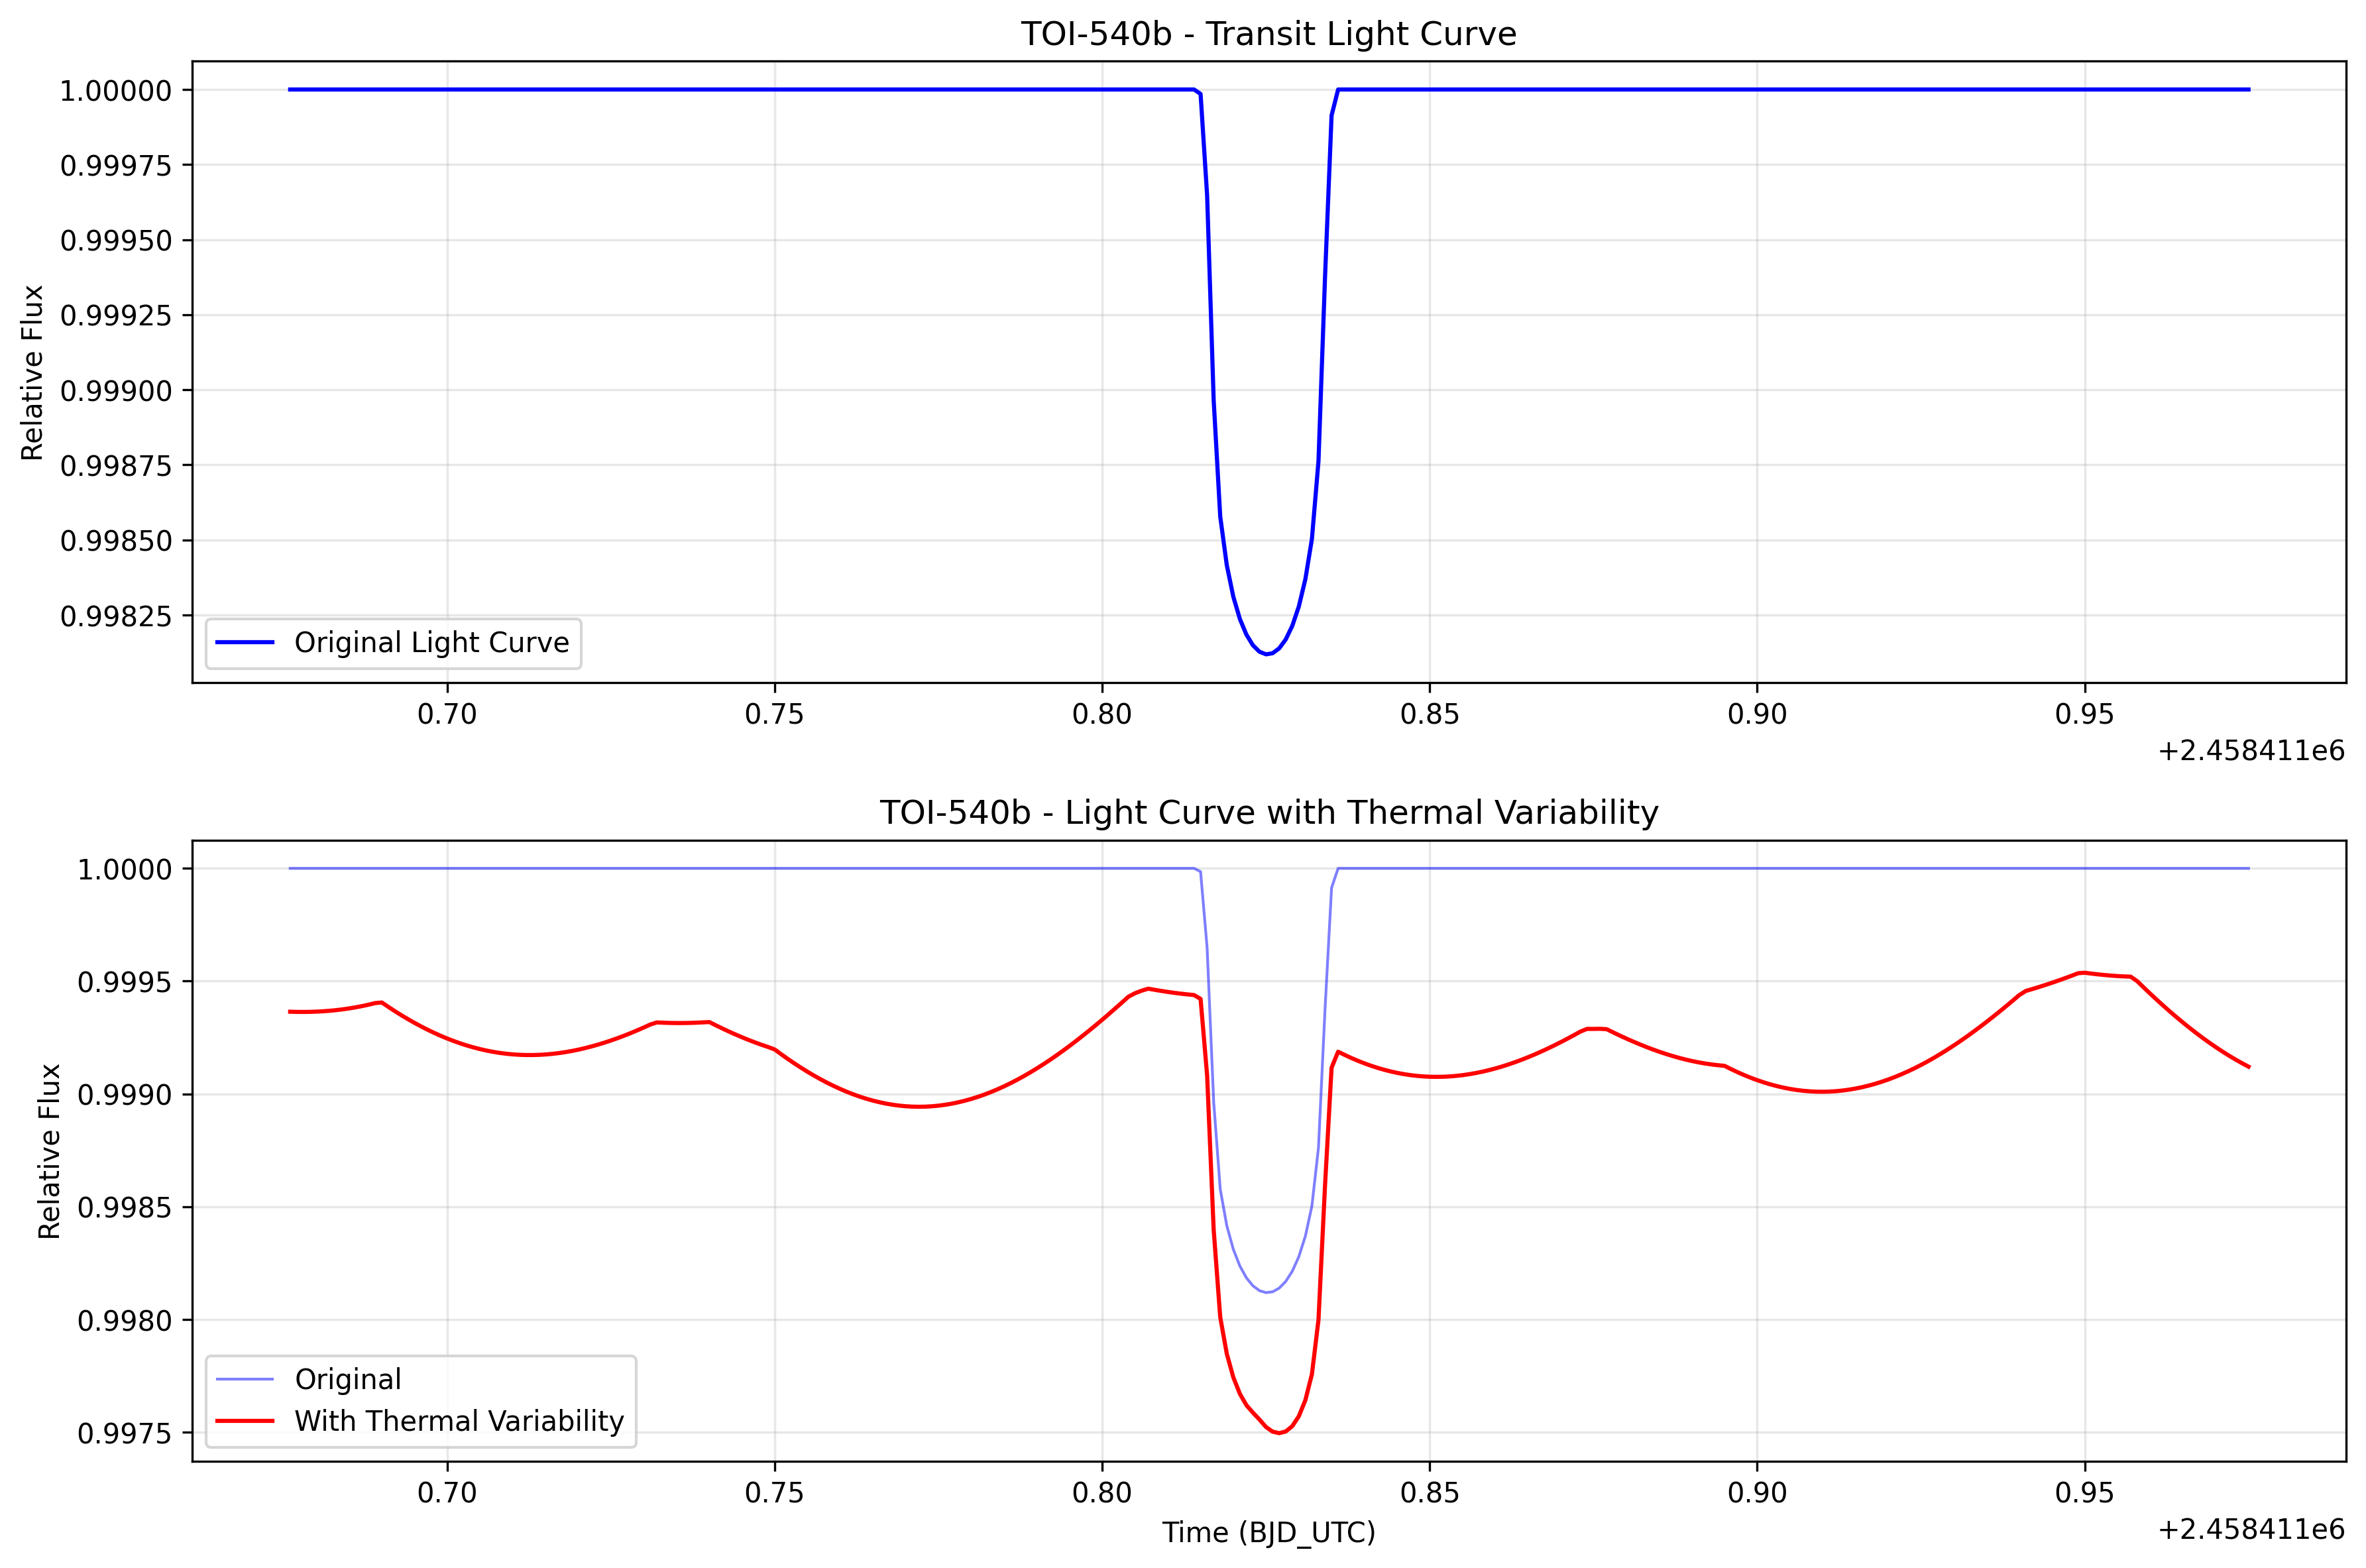 TOI-540b - Transit Light Curve
Relative Flux
1.00000
0.99975
0.99950
0.99925
0.99900
0.99875
0.99850
0.99825
Original Light Curve
0.70 0.75 0.80 0.85 0.90 0.95
+2.458411e6
TOI-540b - Light Curve with Thermal Variability
Relative Flux
1.0000
0.9995
0.9990
0.9985
0.9980
0.9975
Original
With Thermal Variability
0.70 0.75 0.80 0.85 0.90 0.95
Time (BJD_UTC)
+2.458411e6